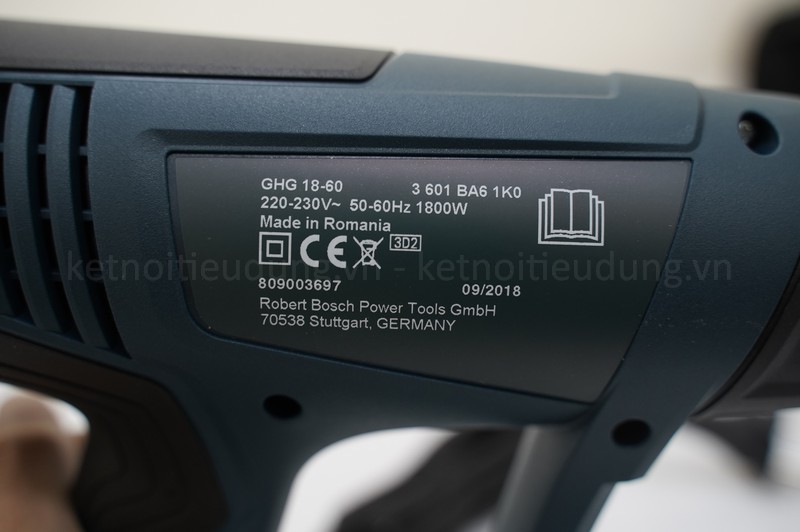 GHG 18-60 3 601 BA6 1K0
220-230V~ 50-60Hz 1800W
Made in Romania
CE 3D2
ketnoitieudung.vn - ketnoitieudung.vn
809003697 09/2018
Robert Bosch Power Tools GmbH
70538 Stuttgart, GERMANY